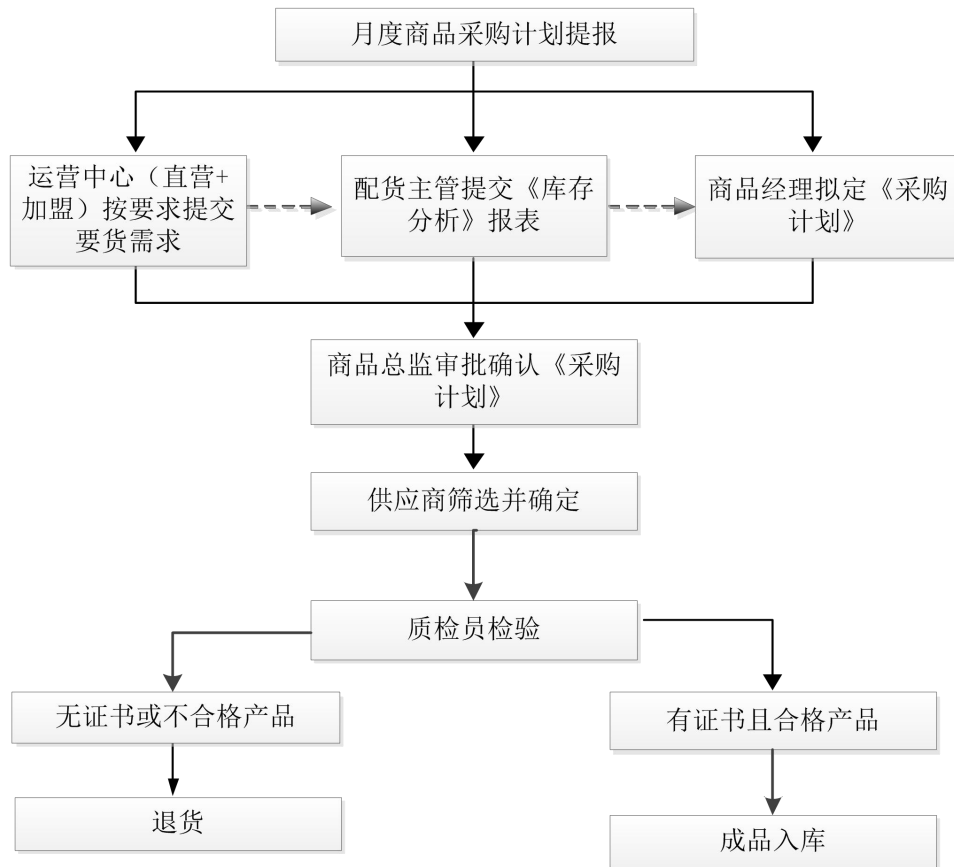 月度商品采购计划提报
运营中心（直营+
加盟）按要求提交
要货需求
配货主管提交《库存
分析》报表
商品经理拟定《采购
计划》
商品总监审批确认《采购
计划》
供应商筛选并确定
质检员检验
无证书或不合格产品
有证书且合格产品
退货
成品入库